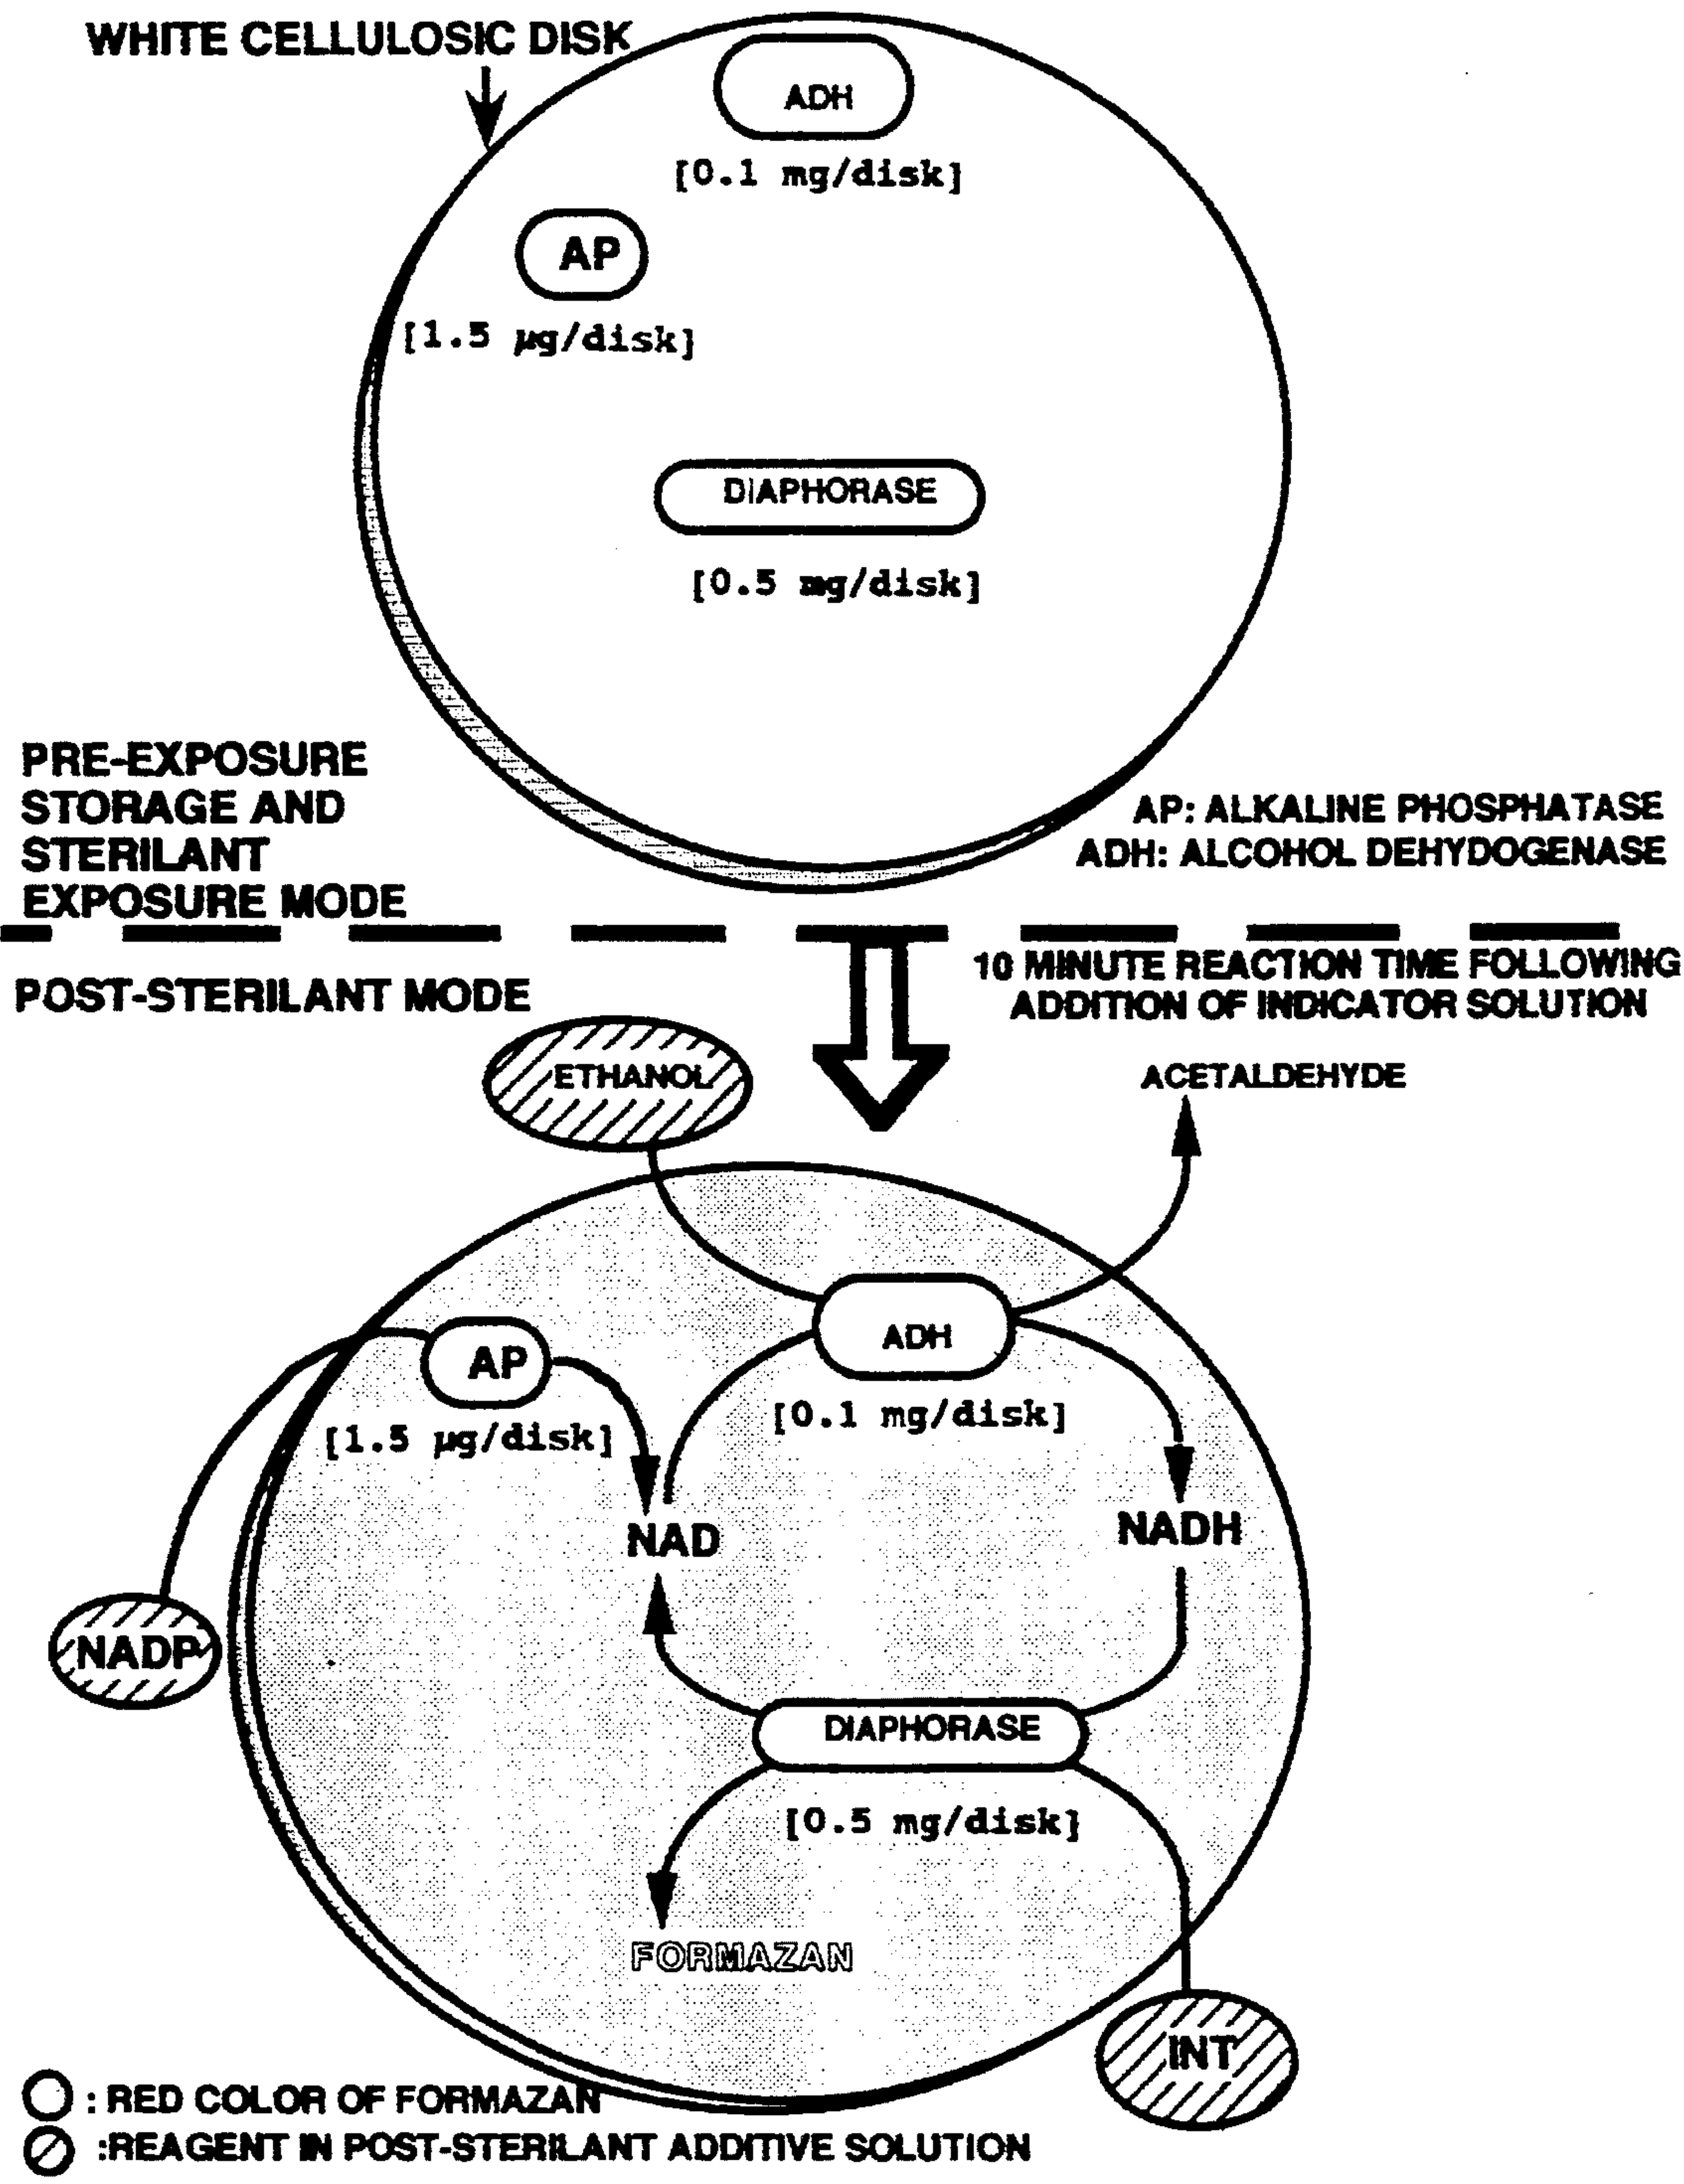 WHITE CELLULOSIC DISK
ADH
[0.1 mg/disk]
AP
[1.5 µg/disk]
DIAPHORASE
[0.5 mg/disk]
PRE-EXPOSURE
STORAGE AND
STERILANT
EXPOSURE MODE
AP: ALKALINE PHOSPHATASE
ADH: ALCOHOL DEHYDOGENASE
POST-STERILANT MODE
10 MINUTE REACTION TIME FOLLOWING
ADDITION OF INDICATOR SOLUTION
ETHANOL
ACETALDEHYDE
ADH
[0.1 mg/disk]
AP
[1.5 µg/disk]
NAD
NADH
NADP
DIAPHORASE
[0.5 mg/disk]
FORMAZAN
INT
: RED COLOR OF FORMAZAN
:REAGENT IN POST-STERILANT ADDITIVE SOLUTION